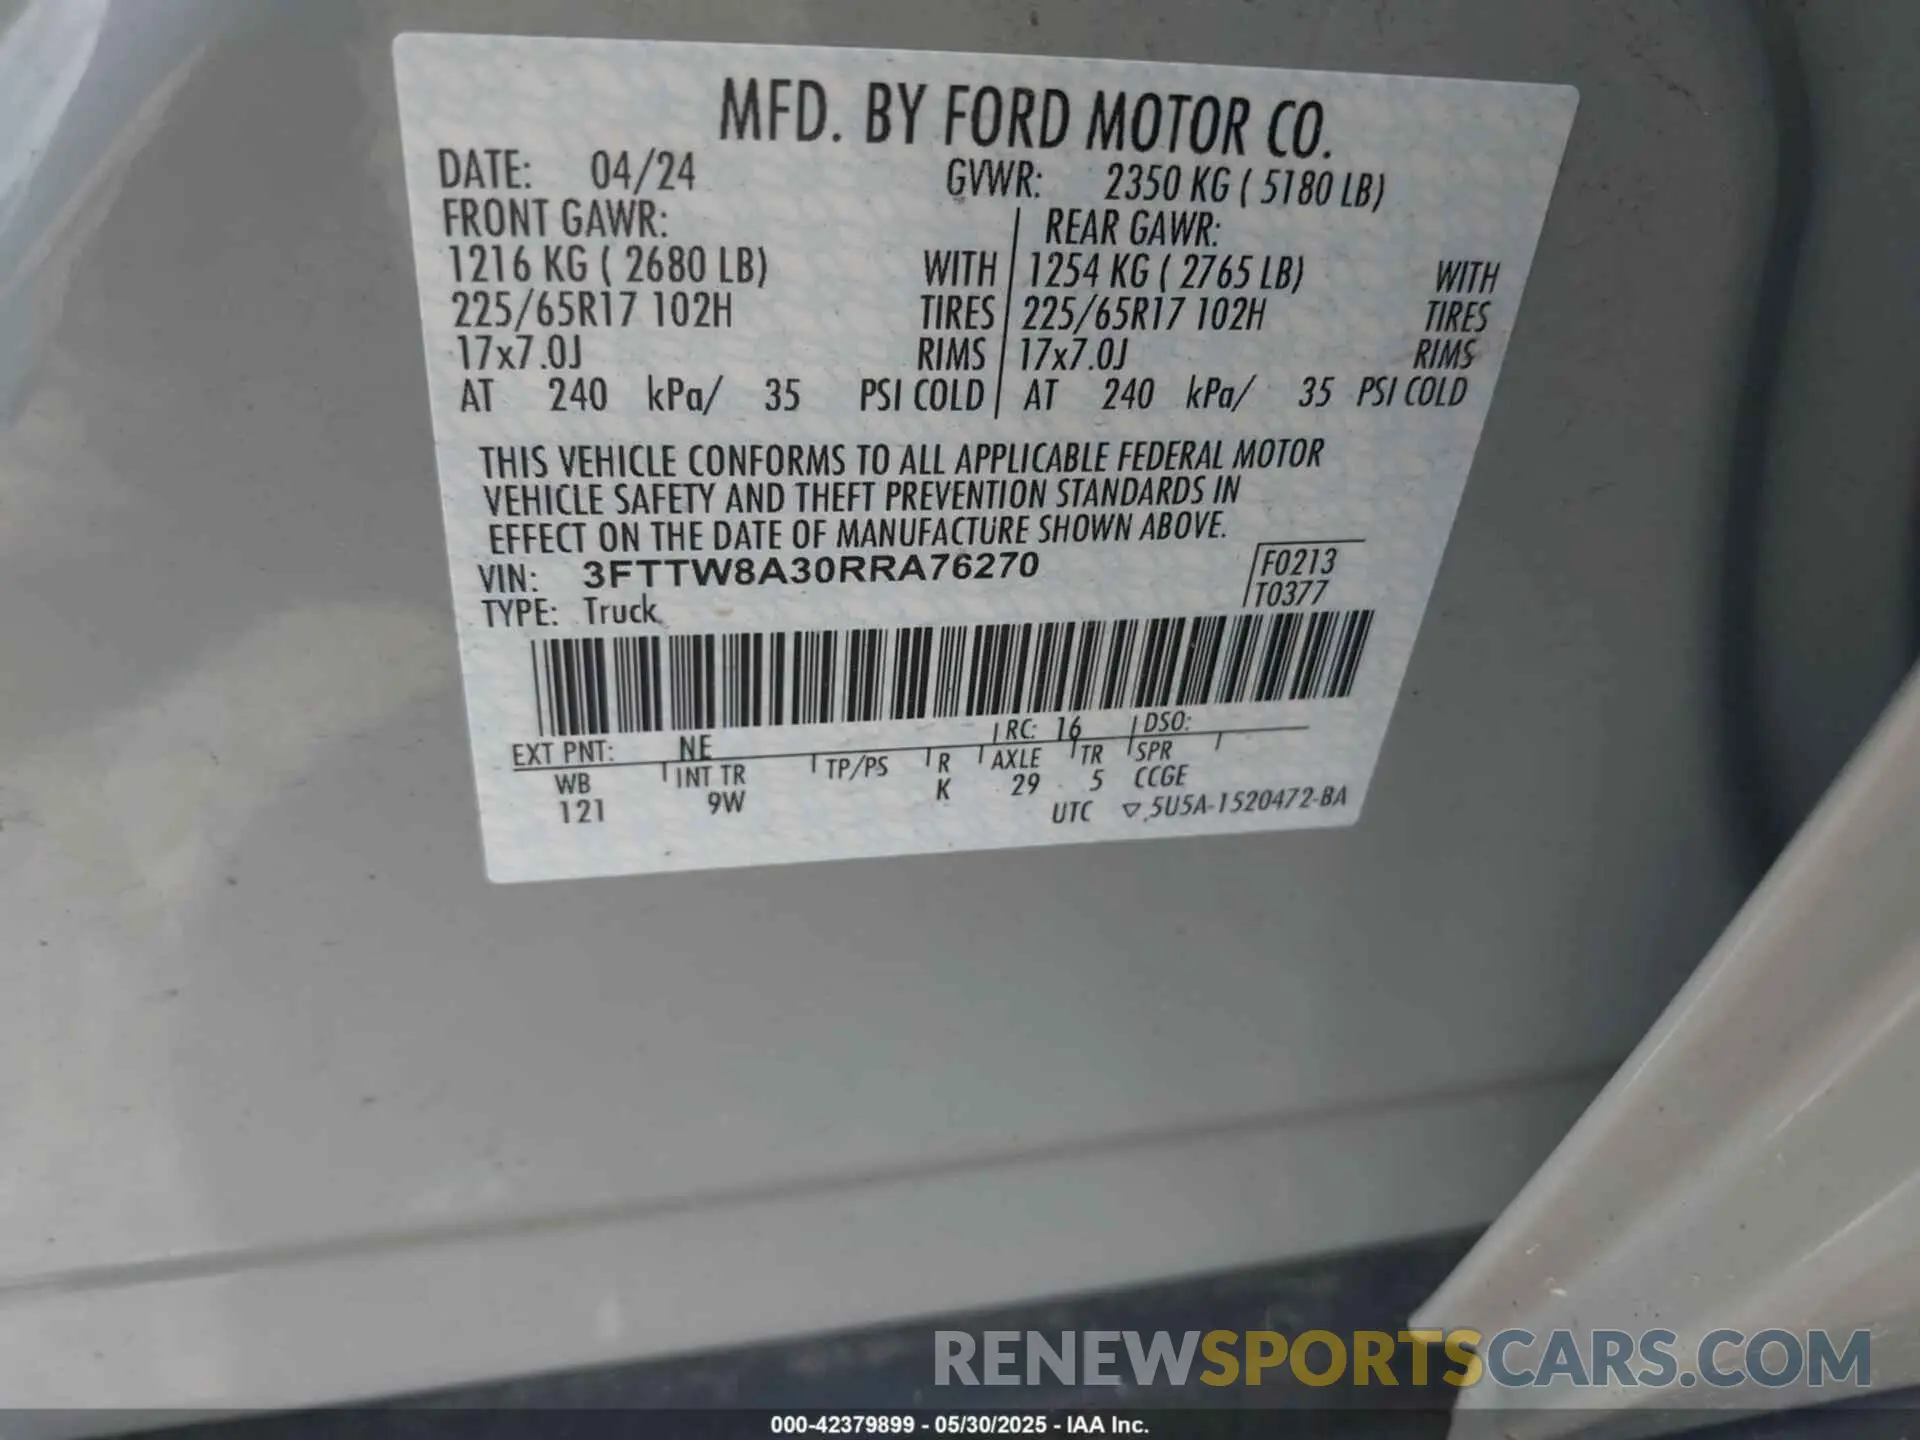 MFD. BY FORD MOTOR CO.
DATE: 04/24 GVWR: 2350 KG ( 5180 LB)
FRONT GAWR: REAR GAWR:
1216 KG ( 2680 LB) WITH 1254 KG ( 2765 LB) WITH
225/65R17 102H TIRES 225/65R17 102H TIRES
17x7.0J RIMS 17x7.0J RIMS
AT 240 kPa/ 35 PSI COLD AT 240 kPa/ 35 PSI COLD
THIS VEHICLE CONFORMS TO ALL APPLICABLE FEDERAL MOTOR
VEHICLE SAFETY AND THEFT PREVENTION STANDARDS IN
EFFECT ON THE DATE OF MANUFACTURE SHOWN ABOVE.
VIN: 3FTTW8A30RRA76270 F0213
TYPE: Truck T0377
EXT PNT: NE RC: 16 DSO:
WB INT TR TP/PS R AXLE TR SPR
121 9W K 29 5 CCGE
UTC ▽ 5U5A-1520472-BA
RENEWSPORTSCARS.COM
000-42379899 - 05/30/2025 - IAA Inc.